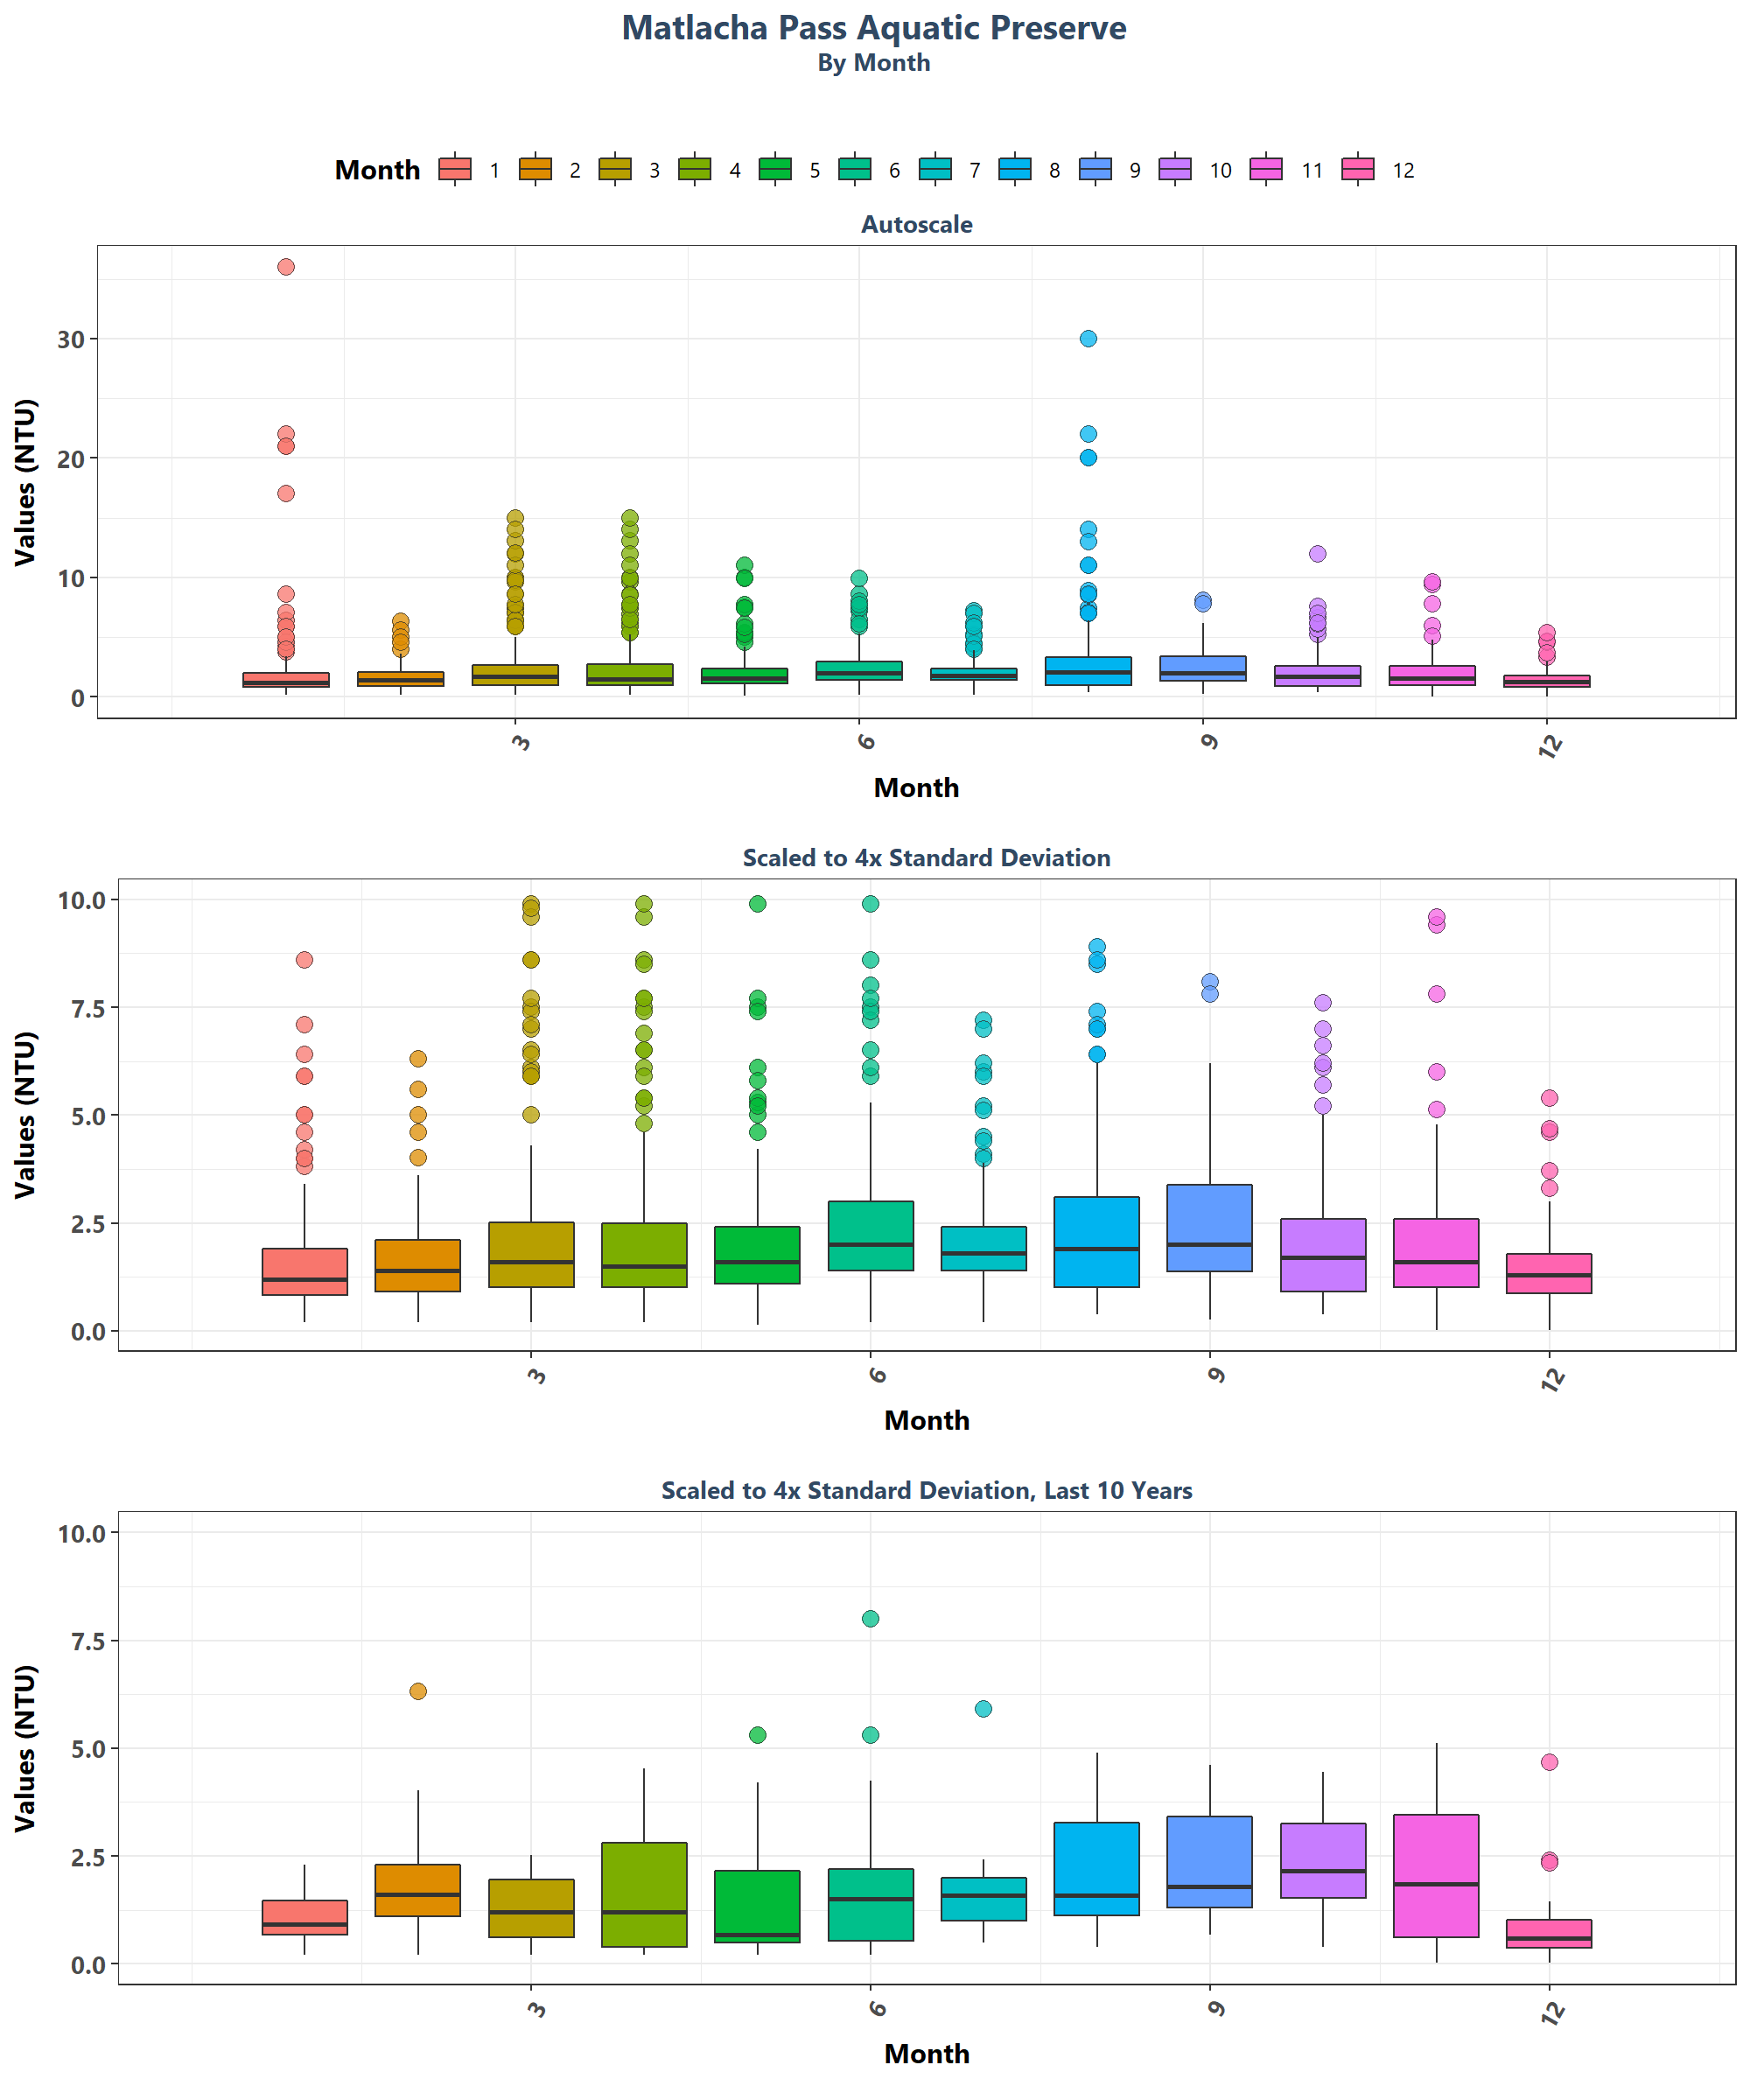 Matlacha Pass Aquatic Preserve
By Month
Month 1 2 3 4 5 6 7 8 9 10 11 12
Autoscale
Values (NTU)
30
20
10
0
3 6 9 12
Month
Scaled to 4x Standard Deviation
Values (NTU)
10.0
7.5
5.0
2.5
0.0
3 6 9 12
Month
Scaled to 4x Standard Deviation, Last 10 Years
Values (NTU)
10.0
7.5
5.0
2.5
0.0
3 6 9 12
Month